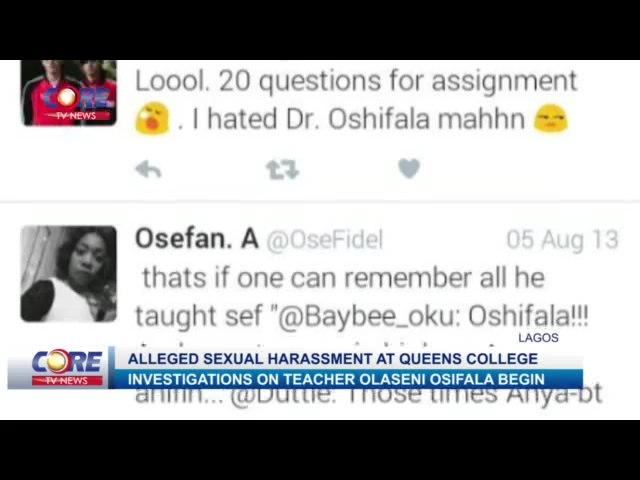 Loool. 20 questions for assignment
. I hated Dr. Oshifala mahhn
CORE
TV NEWS
Osefan. A @OseFidel 05 Aug 13
thats if one can remember all he
taught sef "@Baybee_oku: Oshifala!!!
LAGOS
CORE
TV NEWS
ALLEGED SEXUAL HARASSMENT AT QUEENS COLLEGE
INVESTIGATIONS ON TEACHER OLASENI OSIFALA BEGIN
@Duttie: Those times Anya-bt